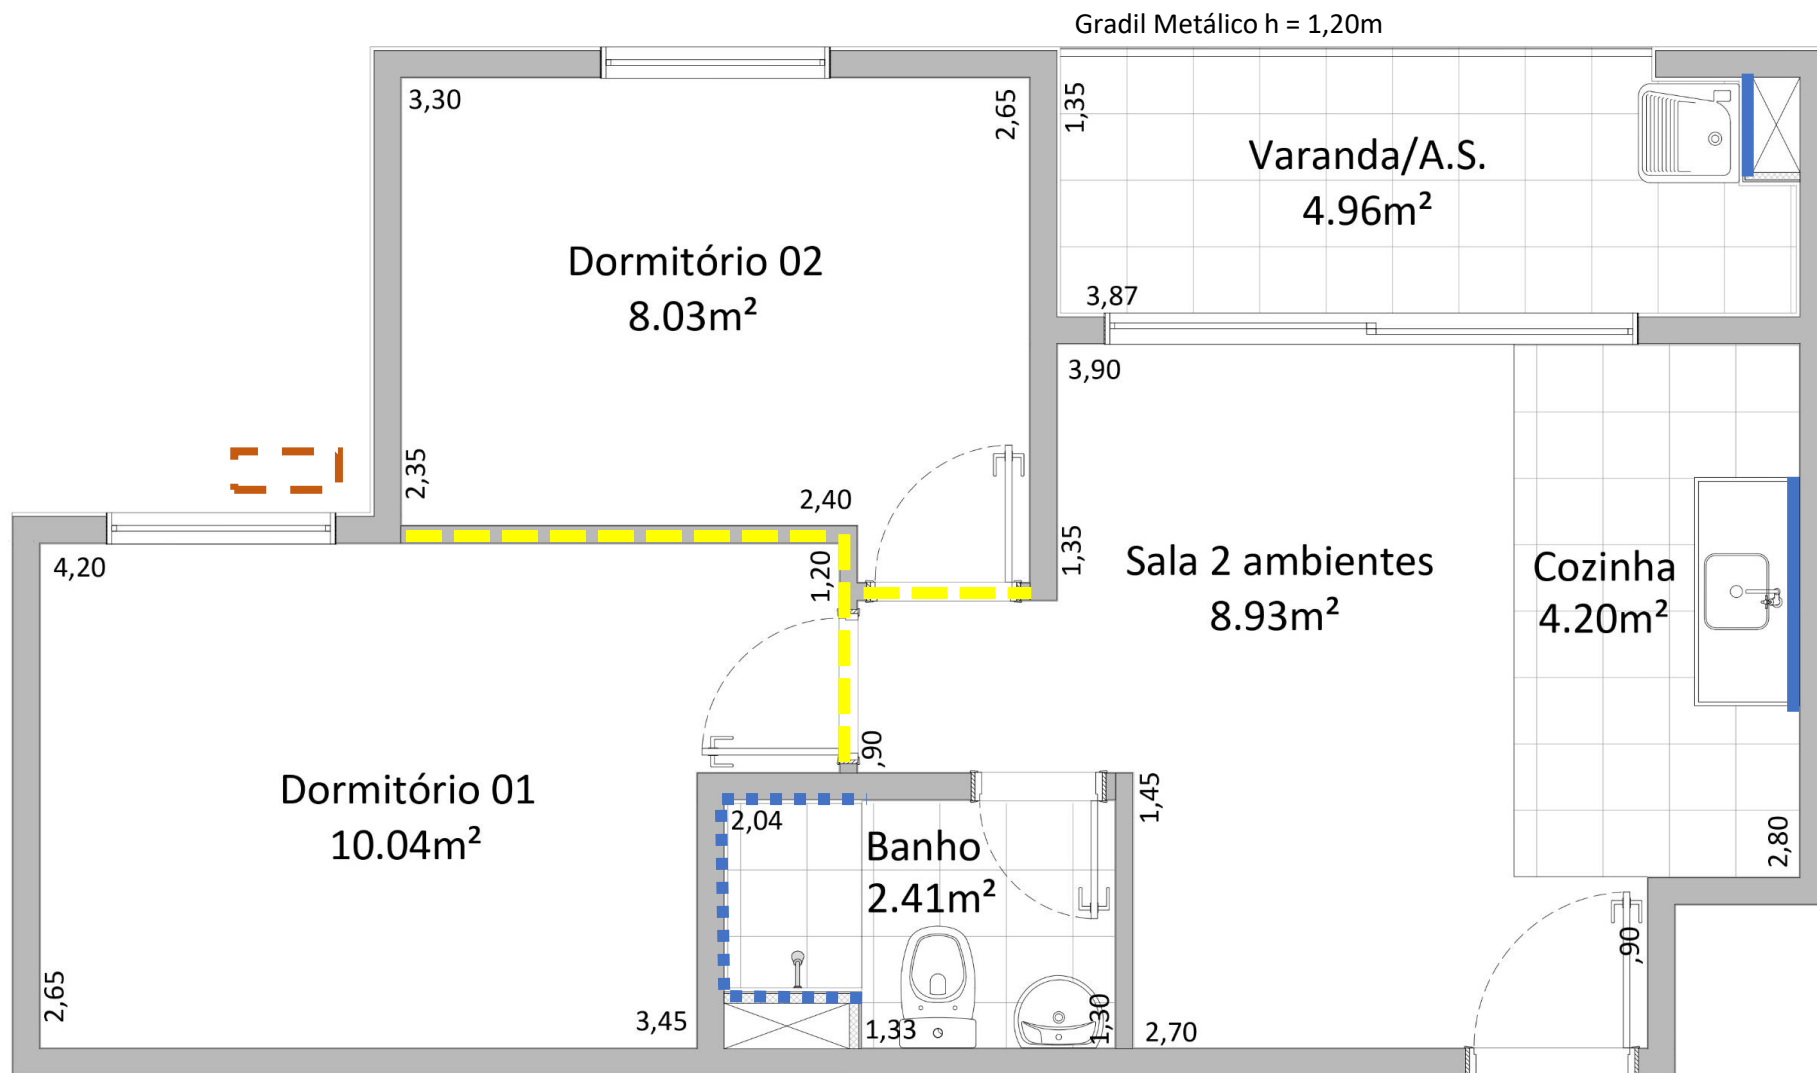 Gradil Metálico h = 1,20m
3,30
2,65
1,35
Varanda/A.S.
4.96m²
Dormitório 02
8.03m²
3,87
3,90
2,35
2,40
4,20
1,20
1,35
Sala 2 ambientes
8.93m²
Cozinha
4.20m²
,90
Dormitório 01
10.04m²
2,04
Banho
2.41m²
1,45
2,80
,90
2,65
3,45
1,33
1,30
2,70